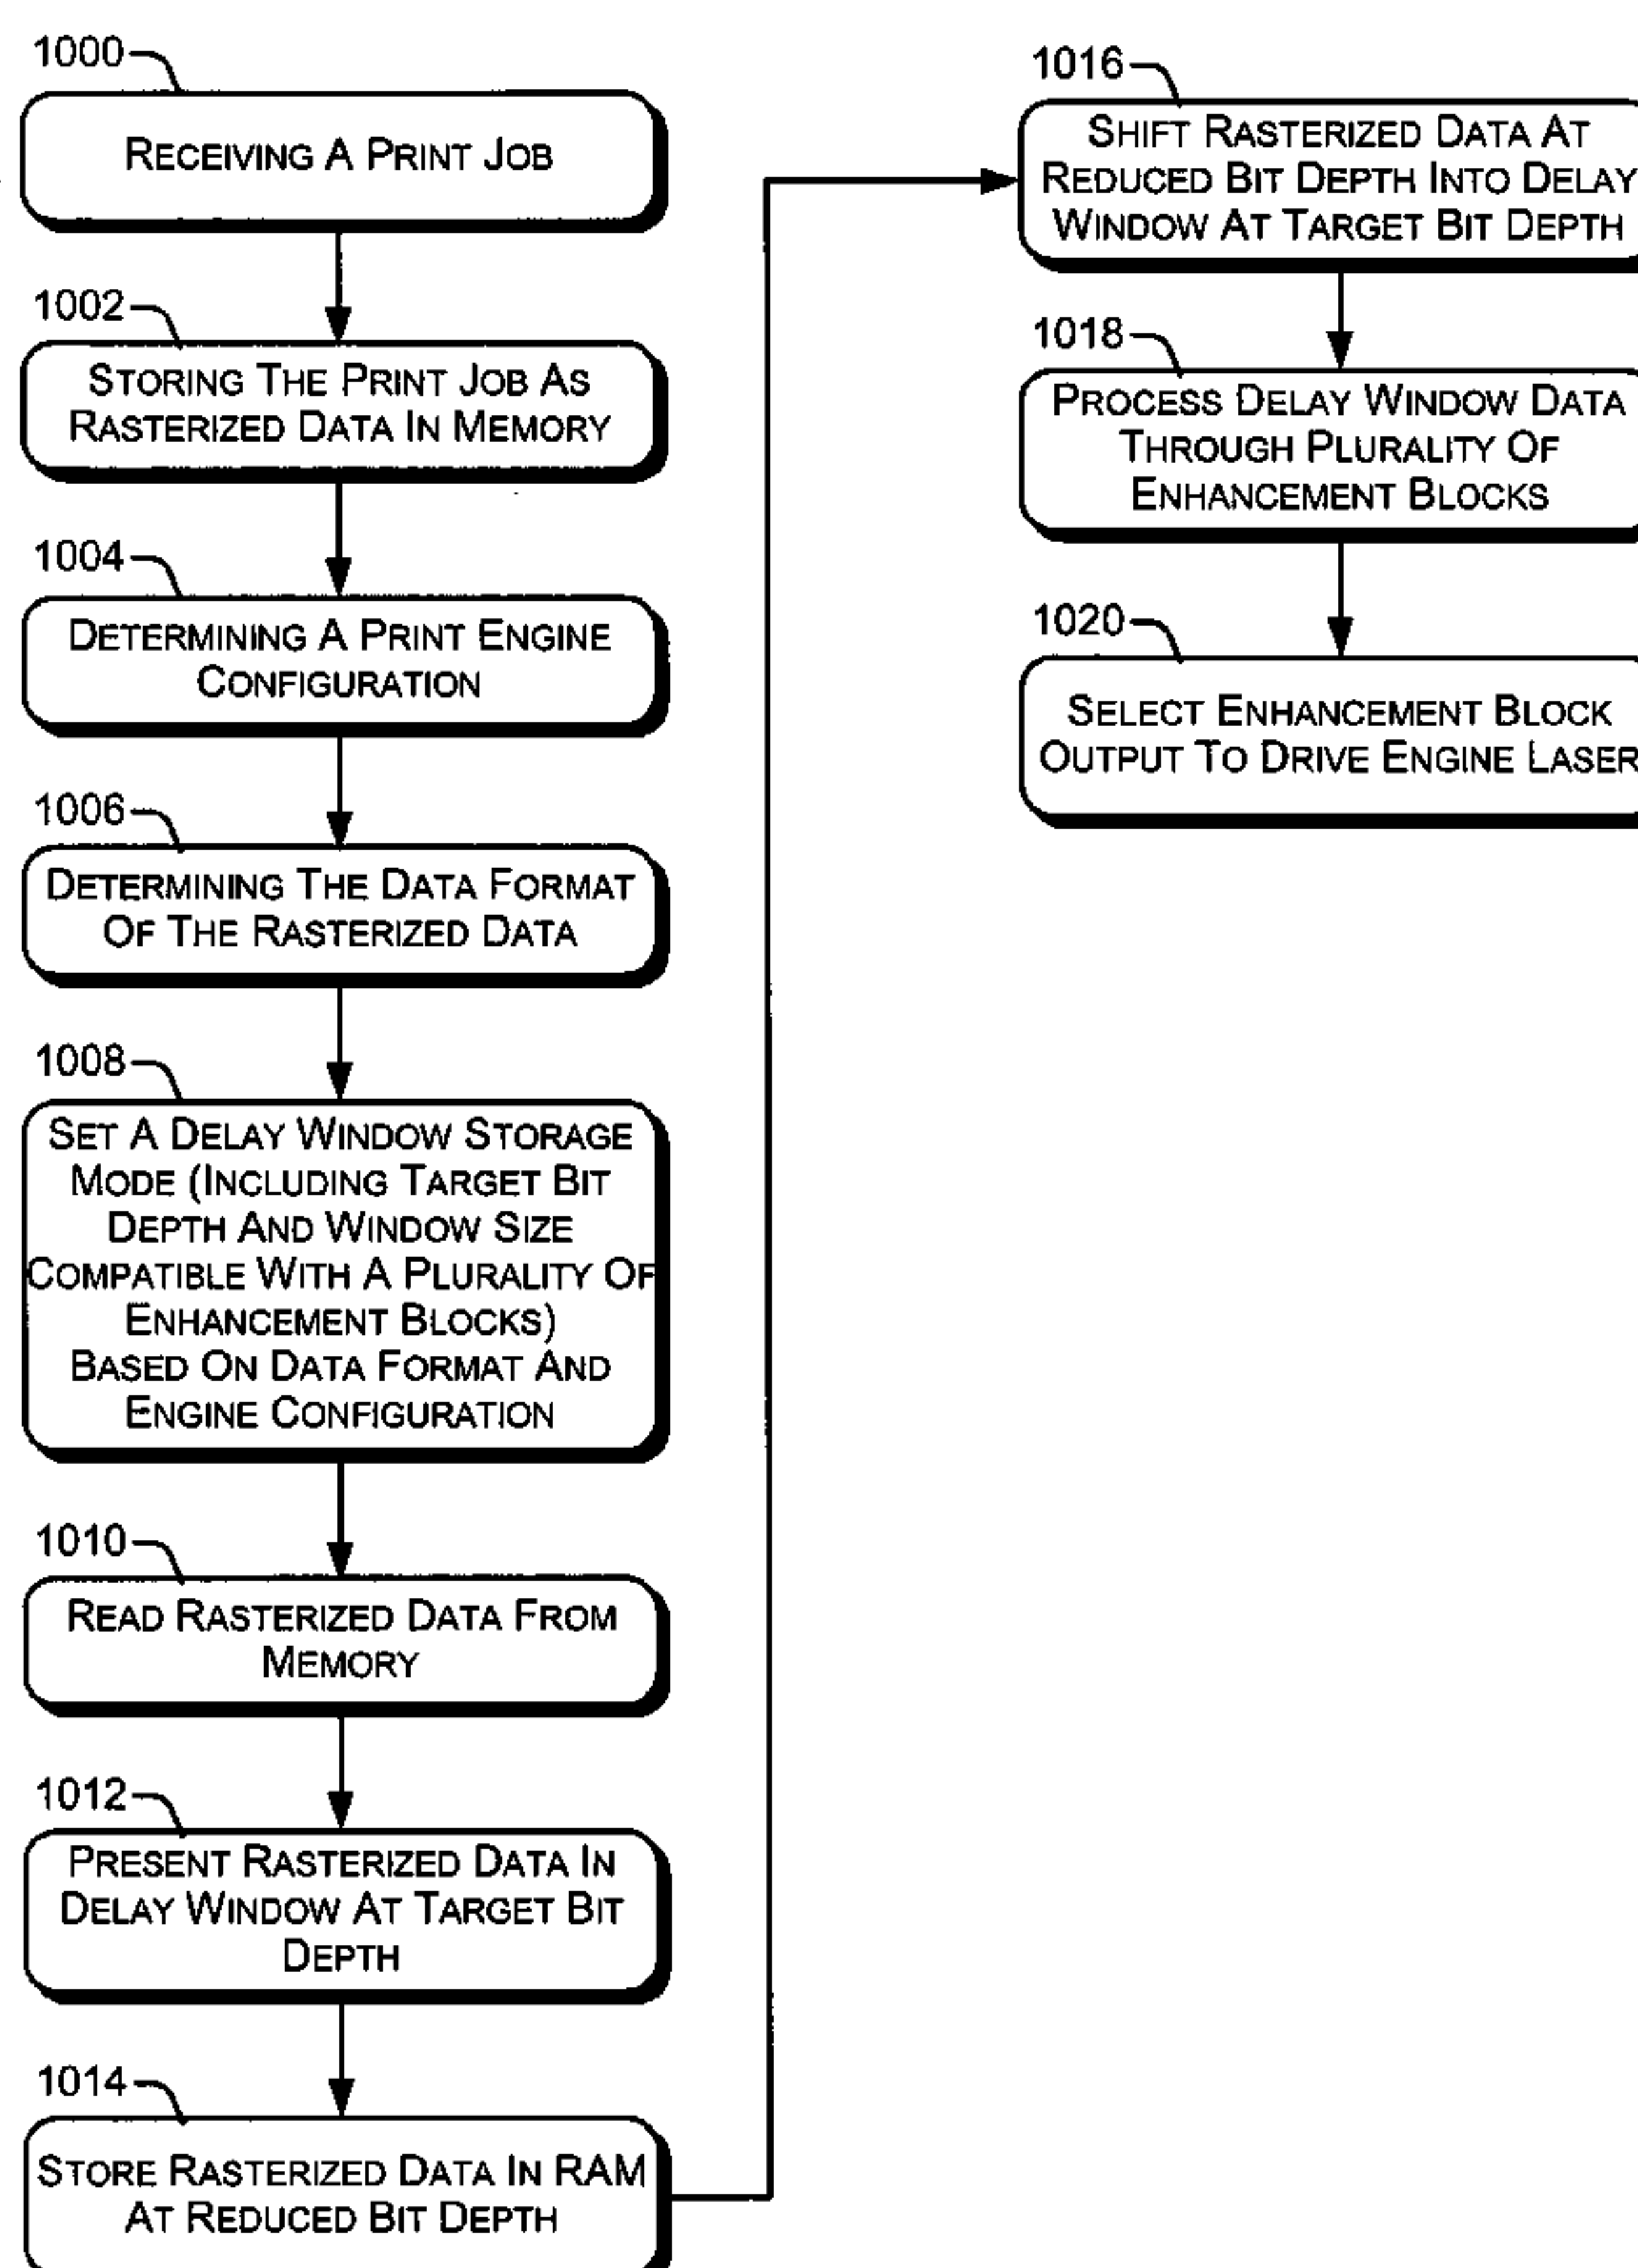 1000
RECEIVING A PRINT JOB
1002
STORING THE PRINT JOB AS
RASTERIZED DATA IN MEMORY
1004
DETERMINING A PRINT ENGINE
CONFIGURATION
1006
DETERMINING THE DATA FORMAT
OF THE RASTERIZED DATA
1008
SET A DELAY WINDOW STORAGE
MODE (INCLUDING TARGET BIT
DEPTH AND WINDOW SIZE
COMPATIBLE WITH A PLURALITY OF
ENHANCEMENT BLOCKS)
BASED ON DATA FORMAT AND
ENGINE CONFIGURATION
1010
READ RASTERIZED DATA FROM
MEMORY
1012
PRESENT RASTERIZED DATA IN
DELAY WINDOW AT TARGET BIT
DEPTH
1014
STORE RASTERIZED DATA IN RAM
AT REDUCED BIT DEPTH
1016
SHIFT RASTERIZED DATA AT
REDUCED BIT DEPTH INTO DELAY
WINDOW AT TARGET BIT DEPTH
1018
PROCESS DELAY WINDOW DATA
THROUGH PLURALITY OF
ENHANCEMENT BLOCKS
1020
SELECT ENHANCEMENT BLOCK
OUTPUT TO DRIVE ENGINE LASER